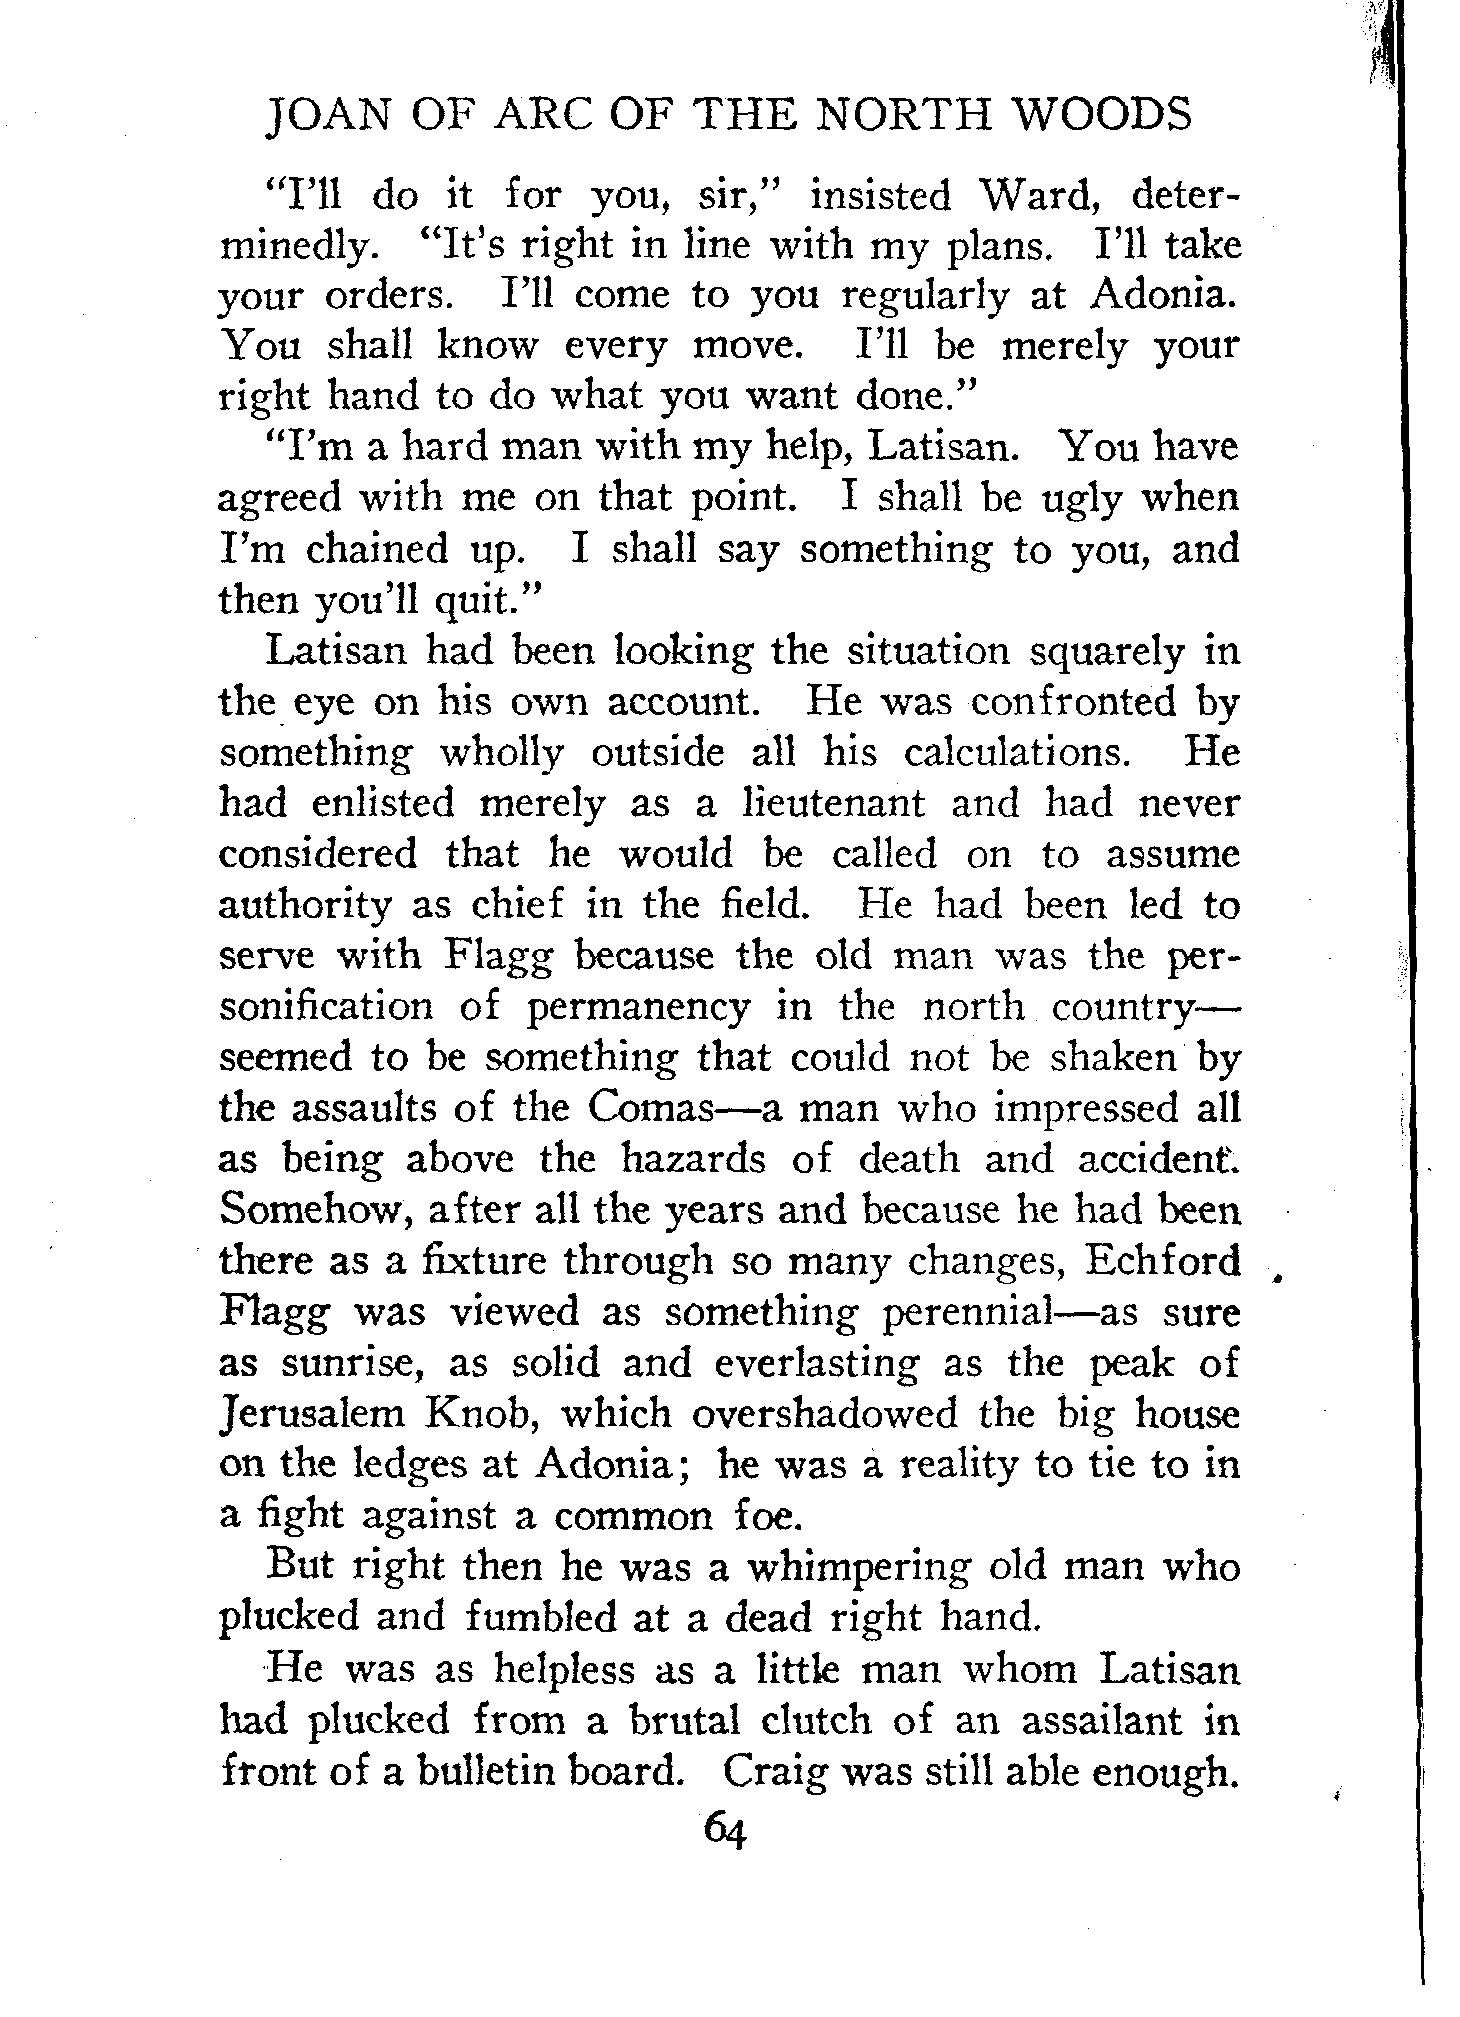 JOAN OF ARC OF THE NORTH WOODS
"I'll do it for you, sir," insisted Ward, deter-
minedly. "It's right in line with my plans. I'll take
your orders. I'll come to you regularly at Adonia.
You shall know every move. I'll be merely your
right hand to do what you want done."
"I'm a hard man with my help, Latisan. You have
agreed with me on that point. I shall be ugly when
I'm chained up. I shall say something to you, and
then you'll quit."
Latisan had been looking the situation squarely in
the eye on his own account. He was confronted by
something wholly outside all his calculations. He
had enlisted merely as a lieutenant and had never
considered that he would be called on to assume
authority as chief in the field. He had been led to
serve with Flagg because the old man was the per-
sonification of permanency in the north country—
seemed to be something that could not be shaken by
the assaults of the Comas—a man who impressed all
as being above the hazards of death and accident.
Somehow, after all the years and because he had been
there as a fixture through so many changes, Echford
Flagg was viewed as something perennial—as sure
as sunrise, as solid and everlasting as the peak of
Jerusalem Knob, which overshadowed the big house
on the ledges at Adonia; he was a reality to tie to in
a fight against a common foe.
But right then he was a whimpering old man who
plucked and fumbled at a dead right hand.
He was as helpless as a little man whom Latisan
had plucked from a brutal clutch of an assailant in
front of a bulletin board. Craig was still able enough.
64